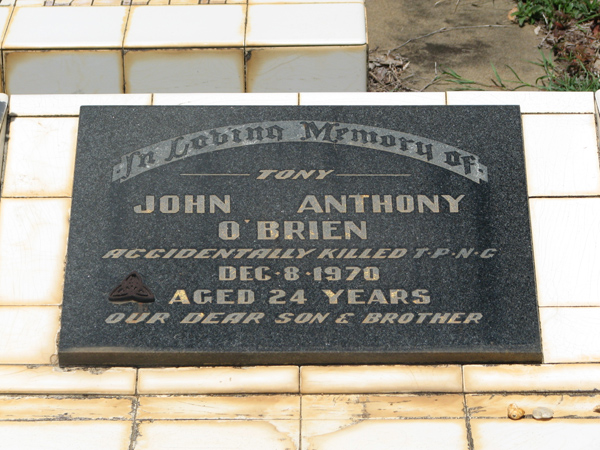 In Loving Memory of
TONY
JOHN ANTHONY
O'BRIEN
ACCIDENTALLY KILLED T·P·N·G
DEC·8·1970
AGED 24 YEARS
OUR DEAR SON & BROTHER